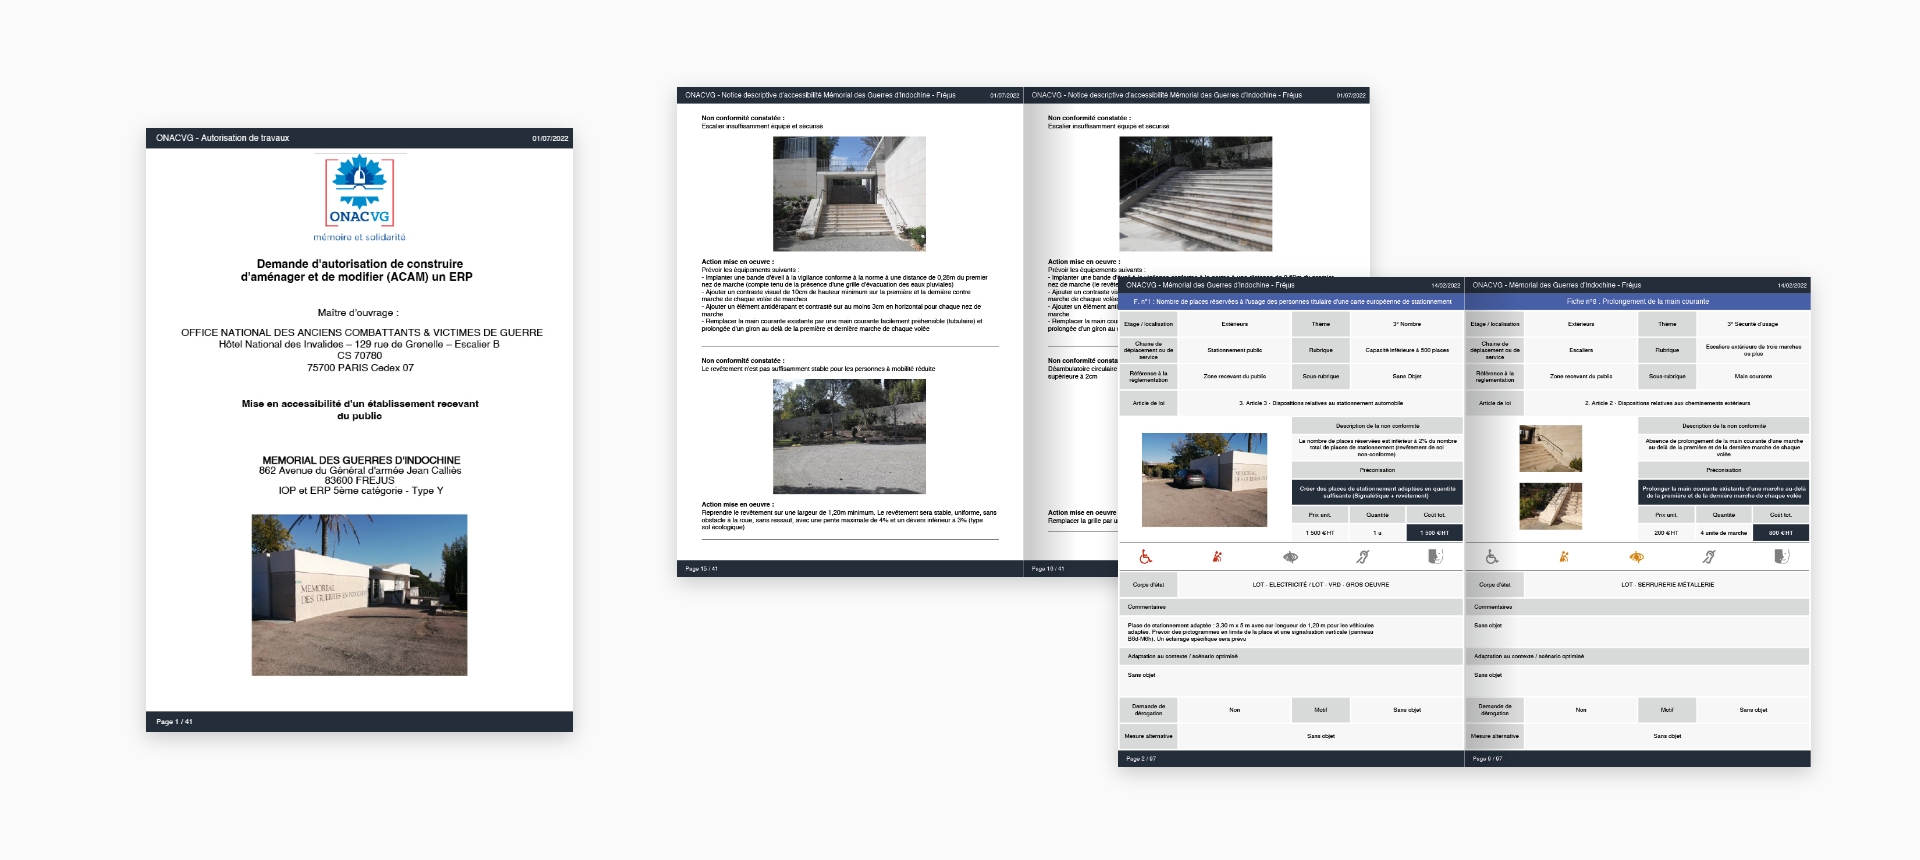 ONACVG - Autorisation de travaux 01/07/2022
ONACVG
mémoire et solidarité
Demande d'autorisation de construire
d'aménager et de modifier (ACAM) un ERP
Maître d'ouvrage :
OFFICE NATIONAL DES ANCIENS COMBATTANTS & VICTIMES DE GUERRE
Hôtel National des Invalides – 129 rue de Grenelle – Escalier B
CS 70780
75700 PARIS Cedex 07
Mise en accessibilité d'un établissement recevant
du public
MEMORIAL DES GUERRES D'INDOCHINE
862 Avenue du Général d'armée Jean Calliès
83600 FREJUS
IOP et ERP 5ème catégorie - Type Y
MEMORIAL
DES GUERRES EN INDOCHINE
Page 1 / 41
ONACVG - Notice descriptive d'accessibilité Mémorial des Guerres d'Indochine - Fréjus 01/07/2022
Non conformité constatée :
Escalier insuffisamment équipé et sécurisé
Action mise en oeuvre :
Prévoir les équipements suivants :
- Implanter une bande d'éveil à la vigilance conforme à la norme à une distance de 0,28m du premier
nez de marche (compte tenu de la présence d'une grille d'évacuation des eaux pluviales)
- Ajouter un contraste visuel de 10cm de hauteur minimum sur la première et la dernière contre
marche de chaque volée de marches
- Ajouter un élément antidérapant et contrasté sur au moins 3cm en horizontal pour chaque nez de
marche
- Remplacer la main courante existante par une main courante facilement préhensible (tubulaire) et
prolongée d'un giron au delà de la première et dernière marche de chaque volée
Non conformité constatée :
Le revêtement n'est pas suffisamment stable pour les personnes à mobilité réduite
Action mise en oeuvre :
Reprendre le revêtement sur une largeur de 1,20m minimum. Le revêtement sera stable, uniforme, sans
obstacle à la roue, sans ressaut, avec une pente maximale de 4% et un dévers inférieur à 3% (type
sol écologique)
Page 15 / 41
ONACVG - Notice descriptive d'accessibilité Mémorial des Guerres d'Indochine - Fréjus 01/07/2022
Non conformité constatée :
Escalier insuffisamment équipé et sécurisé
Action mise en oeuvre :
Prévoir les équipements suivants :
- Implanter une bande
nez de marche (le revêt
- Ajouter un contraste vis
marche de chaque volée
- Ajouter un élément anti
marche
- Remplacer la main cour
prolongée d'un giron au d
Non conformité consta
Déambulatoire circulaire
supérieure à 2cm
Action mise en oeuvre
Remplacer la grille par u
Page 16 / 41
ONACVG - Mémorial des Guerres d'Indochine - Fréjus 14/02/2022
F. n°1 : Nombre de places réservées à l'usage des personnes titulaire d'une carte européenne de stationnement
Etage / localisation Extérieurs Thème 3° Nombre
Chaine de
déplacement ou de
service
Stationnement public Rubrique Capacité inférieure à 500 places
Référence à la
réglementation
Zone recevant du public Sous-rubrique Sans Objet
Article de loi 3. Article 3 - Dispositions relatives au stationnement automobile
Description de la non conformité
Le nombre de places réservées est inférieur à 2% du nombre
total de places de stationnement (revêtement de sol
non-conforme)
Préconisation
Créer des places de stationnement adaptées en quantité
suffisante (Signalétique + revêtement)
Prix unit. Quantité Coût tot.
1 500 €HT 1 u 1 500 €HT
MEMORIAL
Corps d'état LOT - ELECTRICITÉ / LOT - VRD - GROS OEUVRE
Commentaires
Place de stationnement adaptée : 3,30 m x 5 m avec sur-longueur de 1,20 m pour les véhicules
adaptés. Prévoir des pictogrammes en limite de la place et une signalisation verticale (panneau
B6d-M6h). Un éclairage spécifique sera prévu
Adaptation au contexte / scénario optimisé
Sans objet
Demande de
dérogation
Non Motif Sans objet
Mesure alternative Sans objet
Page 2 / 97
ONACVG - Mémorial des Guerres d'Indochine - Fréjus 14/02/2022
Fiche n°8 : Prolongement de la main courante
Etage / localisation Extérieurs Thème 3° Sécurité d'usage
Chaine de
déplacement ou de
service
Escaliers Rubrique Escaliers extérieurs de trois marches
ou plus
Référence à la
réglementation
Zone recevant du public Sous-rubrique Main courante
Article de loi 2. Article 2 - Dispositions relatives aux cheminements extérieurs
Description de la non conformité
Absence de prolongement de la main courante d'une marche
au-delà de la première et de la dernière marche de chaque
volée
Préconisation
Prolonger la main courante existante d'une marche au-delà
de la première et de la dernière marche de chaque volée
Prix unit. Quantité Coût tot.
200 €HT 4 unité de marche 800 €HT
Corps d'état LOT - SERRURERIE-MÉTALLERIE
Commentaires
Sans objet
Adaptation au contexte / scénario optimisé
Sans objet
Demande de
dérogation
Non Motif Sans objet
Mesure alternative Sans objet